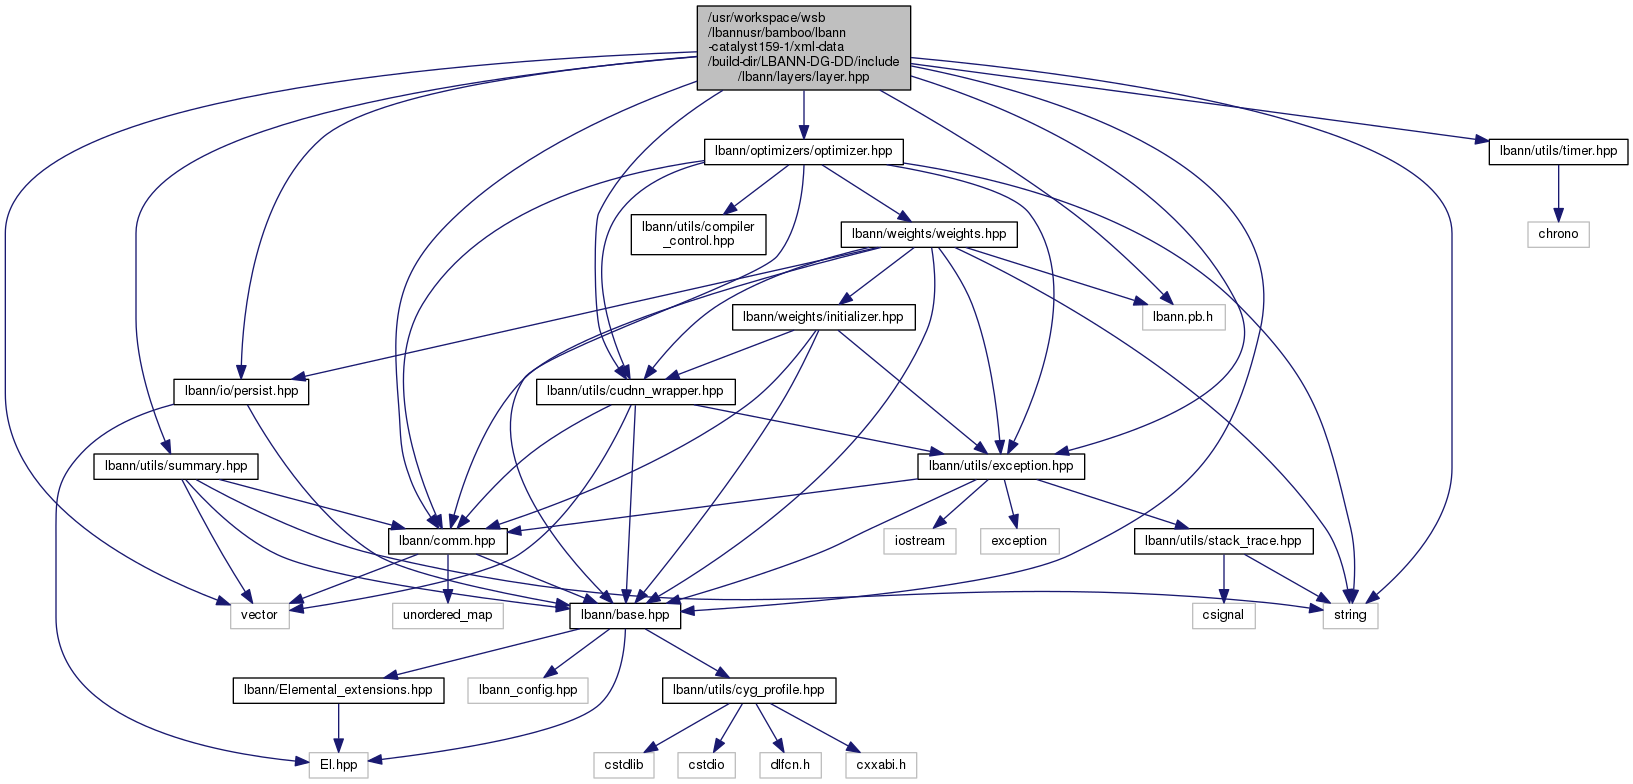 /usr/workspace/wsb
/lbannusr/bamboo/lbann
-catalyst159-1/xml-data
/build-dir/LBANN-DG-DD/include
/lbann/layers/layer.hpp
lbann/optimizers/optimizer.hpp
lbann/utils/timer.hpp
lbann/utils/compiler
_control.hpp
lbann/weights/weights.hpp
chrono
lbann/weights/initializer.hpp
lbann.pb.h
lbann/io/persist.hpp
lbann/utils/cudnn_wrapper.hpp
lbann/utils/summary.hpp
lbann/utils/exception.hpp
lbann/comm.hpp
iostream
exception
lbann/utils/stack_trace.hpp
vector
unordered_map
lbann/base.hpp
csignal
string
lbann/Elemental_extensions.hpp
lbann_config.hpp
lbann/utils/cyg_profile.hpp
El.hpp
cstdlib
cstdio
dlfcn.h
cxxabi.h